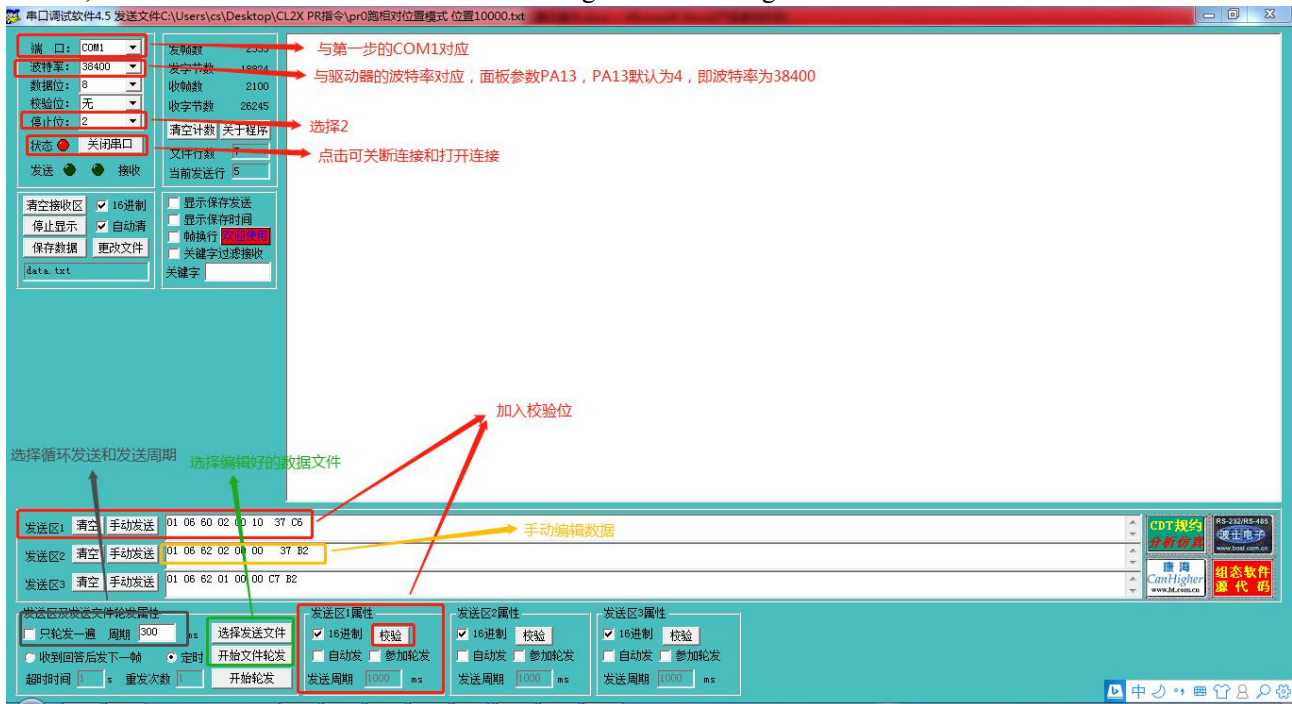 串口调试软件4.5 发送文件C:\Users\cs\Desktop\CL2X PR指令\pr0跑相对位置模式 位置10000.txt
端 口: COM1
波特率: 38400
数据位: 8
校验位: 无
停止位: 2
状态 关闭串口
发送 接收
发帧数
发字节数
收帧数 2100
收字节数 26245
清空计数 关于程序
文件行数
当前发送行 5
与第一步的COM1对应
与驱动器的波特率对应，面板参数PA13，PA13默认为4，即波特率为38400
选择2
点击可关断连接和打开连接
清空接收区 16进制
停止显示 自动清
保存数据 更改文件
data.txt
显示保存发送
显示保存时间
帧换行 欢迎使用
关键字过滤接收
关键字
加入校验位
选择循环发送和发送周期
选择编辑好的数据文件
手动编辑数据
发送区1 清空 手动发送 01 06 60 02 00 10 37 C6
发送区2 清空 手动发送 01 06 62 02 00 00 37 B2
发送区3 清空 手动发送 01 06 62 01 00 00 C7 B2
CDT规约
分析仿真
RS-232/RS-485
波士电子
www.bosi.com.cn
康海
CanHigher
组态软件
源代码
发送区及发送文件轮发属性
只轮发一遍 周期 300 ms 选择发送文件
收到回答后发下一帧 定时 开始文件轮发
超时时间 1 s 重发次数 1 开始轮发
发送区1属性
16进制 校验
自动发 参加轮发
发送周期 1000 ms
发送区2属性
16进制 校验
自动发 参加轮发
发送周期 1000 ms
发送区3属性
16进制 校验
自动发 参加轮发
发送周期 1000 ms
中